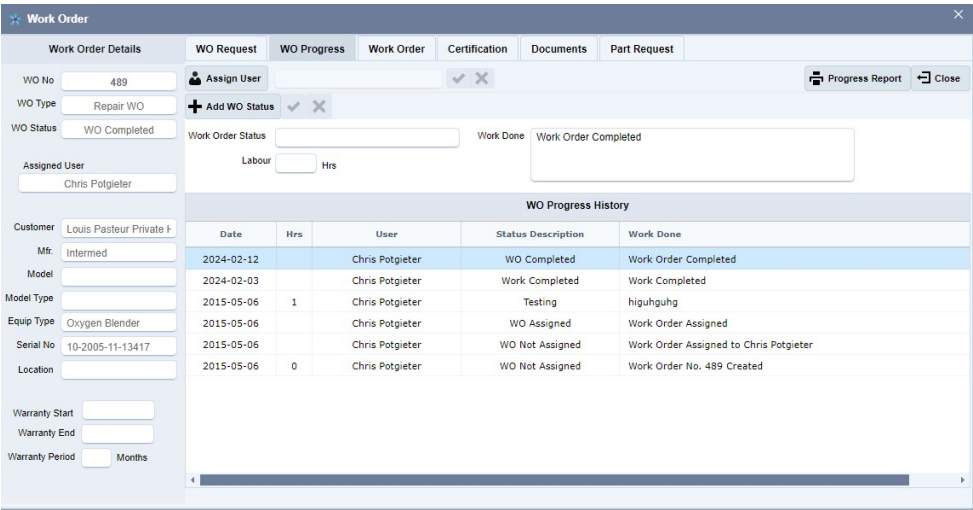 Work Order
Work Order Details
WO Request WO Progress Work Order Certification Documents Part Request
WO No 489
WO Type Repair WO
WO Status WO Completed
Assigned User
Chris Potgieter
Customer Louis Pasteur Private H
Mfr. Intermed
Model
Model Type
Equip Type Oxygen Blender
Serial No 10-2005-11-13417
Location
Warranty Start
Warranty End
Warranty Period Months
Assign User Progress Report Close
Add WO Status
Work Order Status Work Done Work Order Completed
Labour Hrs
WO Progress History
Date Hrs User Status Description Work Done
2024-02-12 Chris Potgieter WO Completed Work Order Completed
2024-02-03 Chris Potgieter Work Completed Work Completed
2015-05-06 1 Chris Potgieter Testing higuhguhg
2015-05-06 Chris Potgieter WO Assigned Work Order Assigned
2015-05-06 Chris Potgieter WO Not Assigned Work Order Assigned to Chris Potgieter
2015-05-06 0 Chris Potgieter WO Not Assigned Work Order No. 489 Created